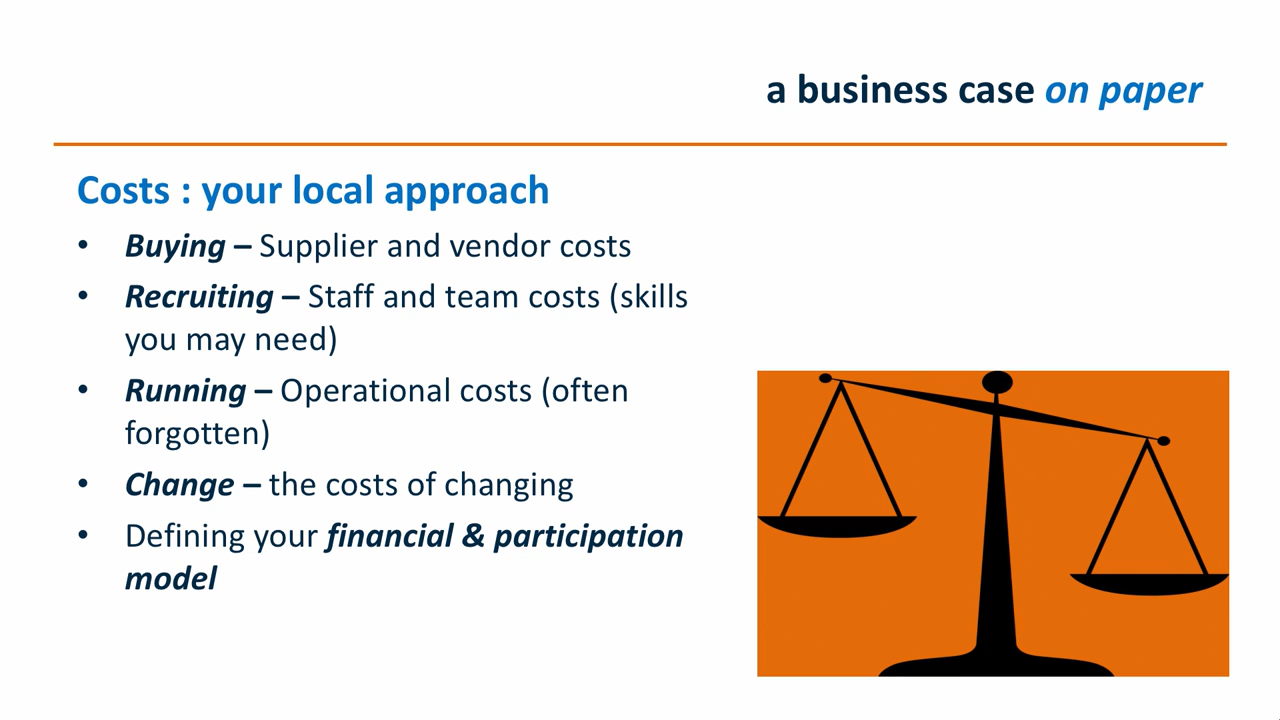 a business case on paper
Costs : your local approach
• Buying – Supplier and vendor costs
• Recruiting – Staff and team costs (skills
you may need)
• Running – Operational costs (often
forgotten)
• Change – the costs of changing
• Defining your financial & participation
model